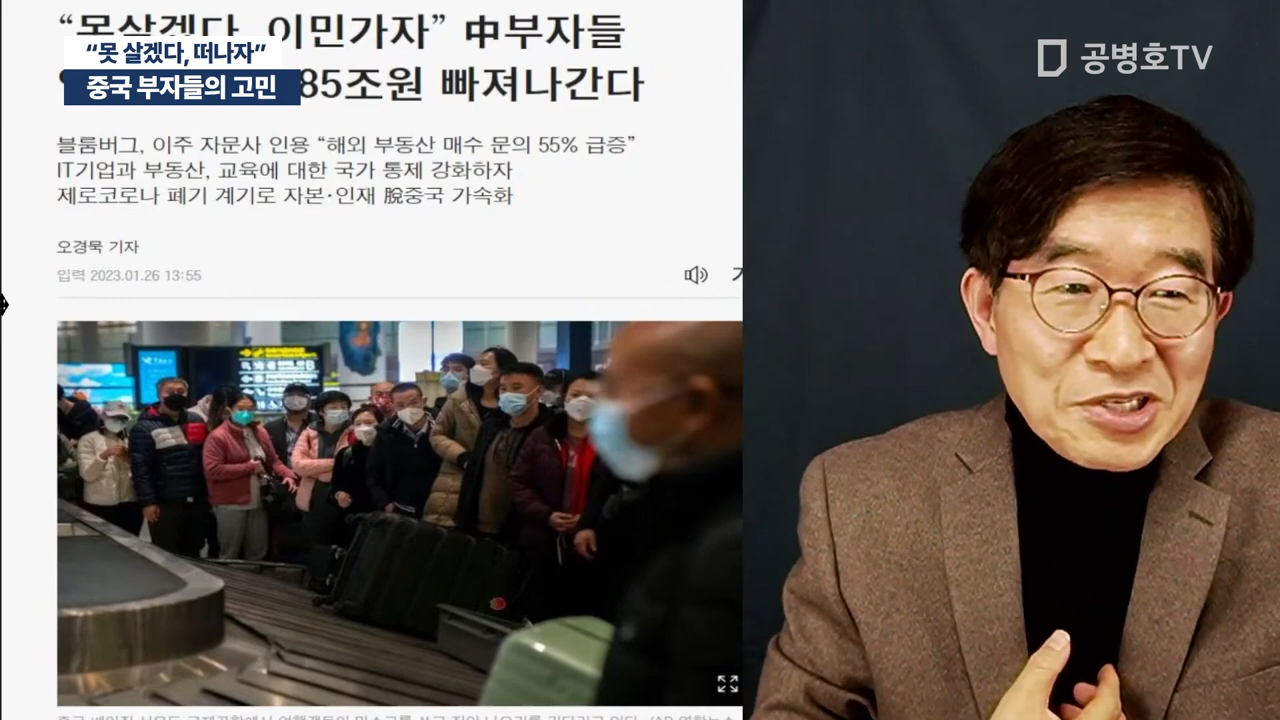 “못살겠다, 이민가자” 中부자들
“못 살겠다, 떠나자”
중국 부자들의 고민
85조원 빠져나간다
블룸버그, 이주 자문사 인용 “해외 부동산 매수 문의 55% 급증”
IT기업과 부동산, 교육에 대한 국가 통제 강화하자
제로코로나 폐기 계기로 자본·인재 脫중국 가속화
오경묵 기자
입력 2023.01.26 13:55
공병호TV